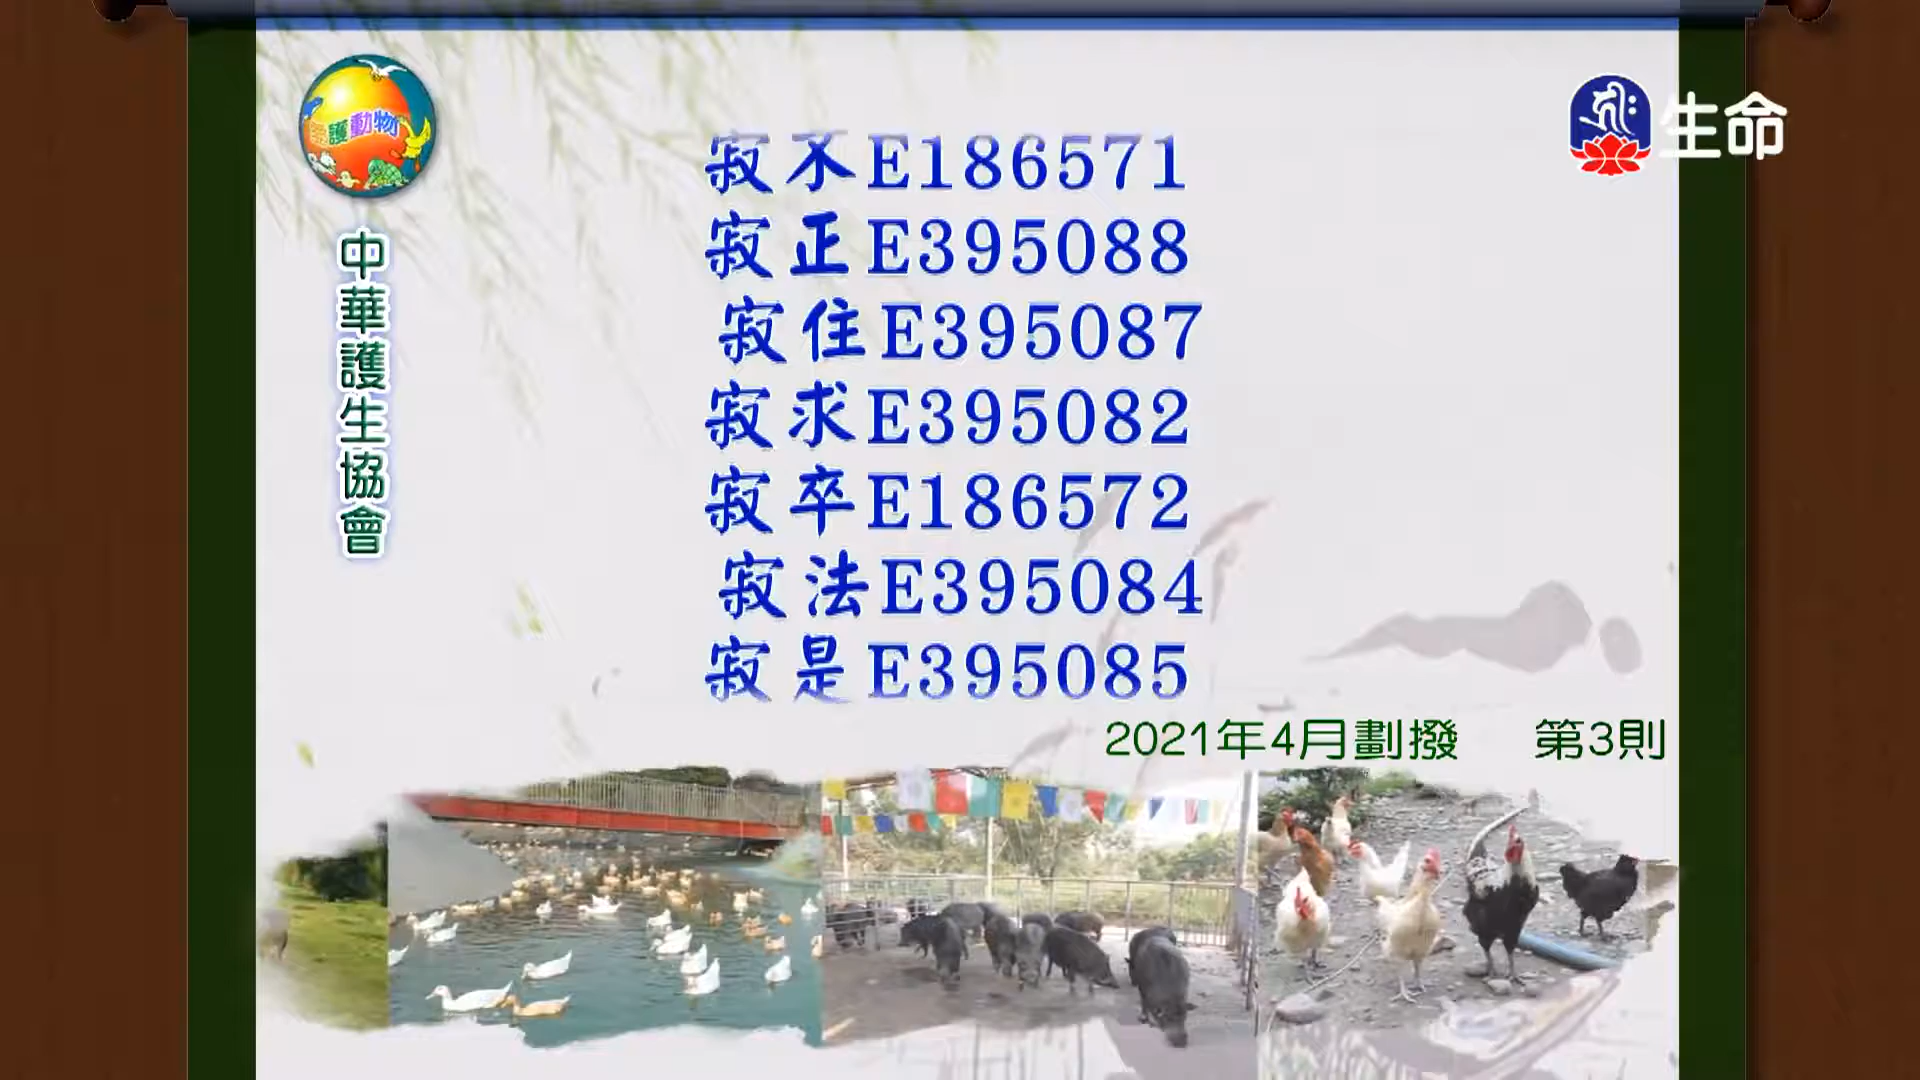 愛護動物
生命
中華護生協會
寂不E186571
寂正E395088
寂住E395087
寂求E395082
寂卒E186572
寂法E395084
寂是E395085
2021年4月劃撥 第3則